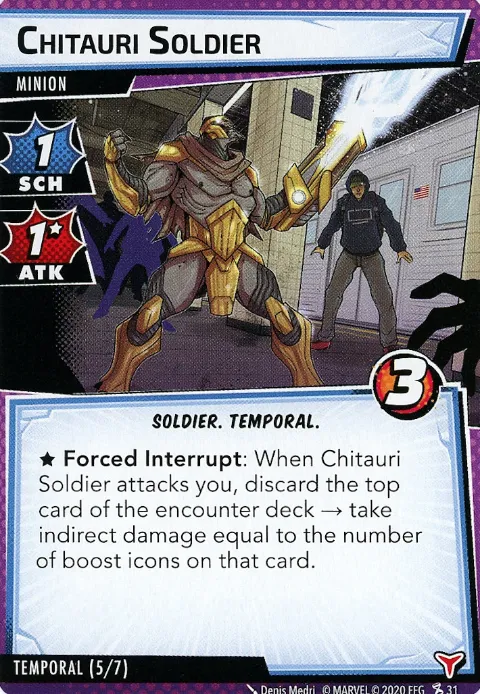 CHITAURI SOLDIER
MINION
1
SCH
1★
ATK
3
SOLDIER. TEMPORAL.
★ Forced Interrupt: When Chitauri
Soldier attacks you, discard the top
card of the encounter deck → take
indirect damage equal to the number
of boost icons on that card.
TEMPORAL (5/7)
Denis Medri © MARVEL © 2020 FFG 31